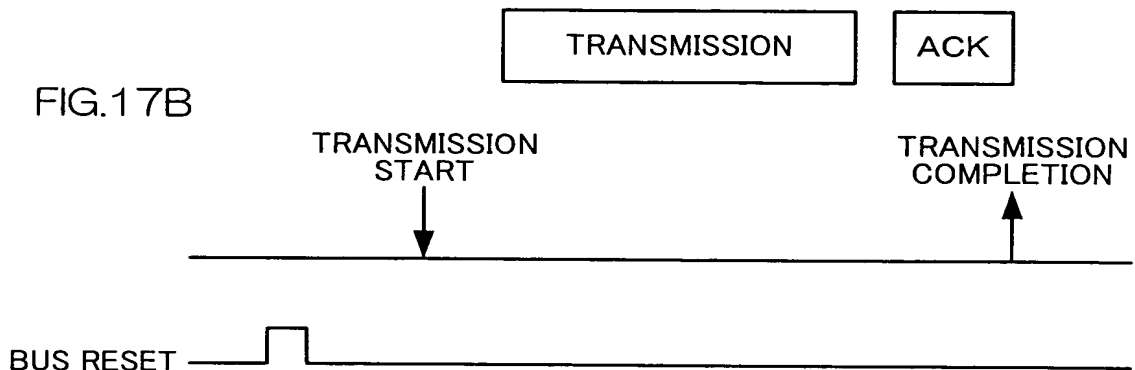 TRANSMISSION
ACK
FIG.17B
TRANSMISSION
START
TRANSMISSION
COMPLETION
BUS RESET